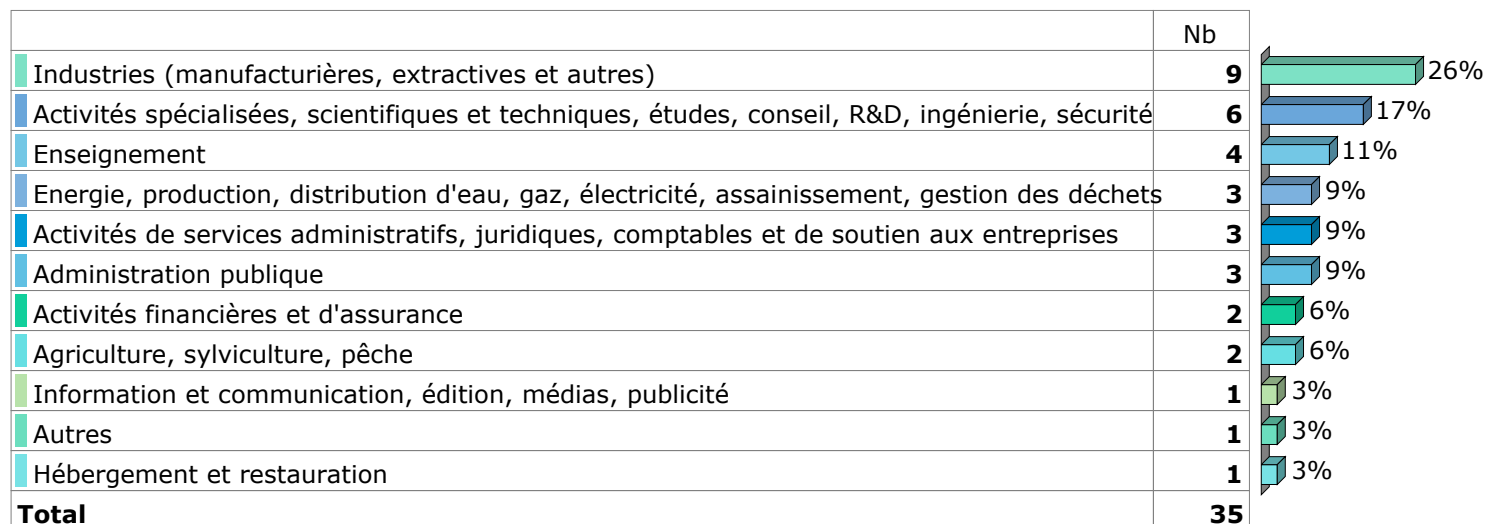 Nb
Industries (manufacturières, extractives et autres) 9 26%
Activités spécialisées, scientifiques et techniques, études, conseil, R&D, ingénierie, sécurité 6 17%
Enseignement 4 11%
Energie, production, distribution d'eau, gaz, électricité, assainissement, gestion des déchets 3 9%
Activités de services administratifs, juridiques, comptables et de soutien aux entreprises 3 9%
Administration publique 3 9%
Activités financières et d'assurance 2 6%
Agriculture, sylviculture, pêche 2 6%
Information et communication, édition, médias, publicité 1 3%
Autres 1 3%
Hébergement et restauration 1 3%
Total 35